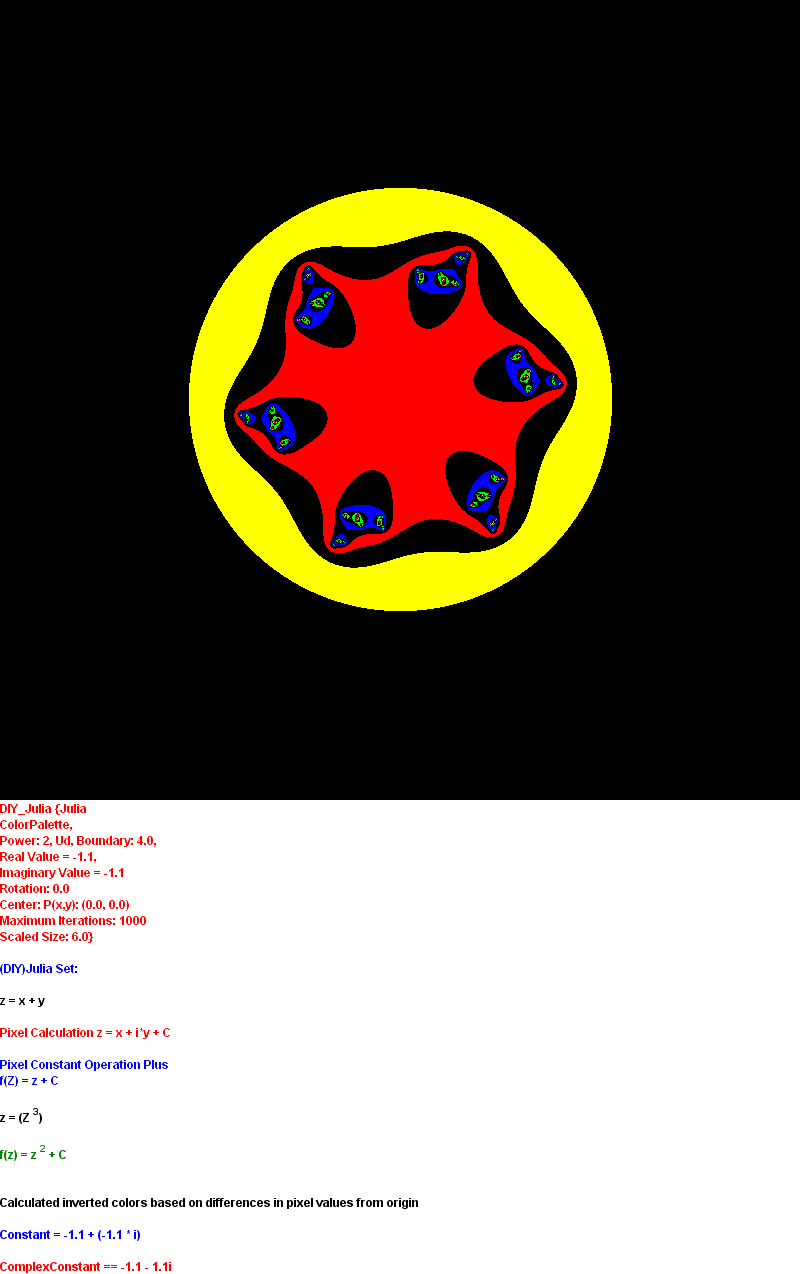 DIY_Julia {Julia
ColorPalette,
Power: 2, Ud, Boundary: 4.0,
Real Value = -1.1,
Imaginary Value = -1.1
Rotation: 0.0
Center: P(x,y): (0.0, 0.0)
Maximum Iterations: 1000
Scaled Size: 6.0}
(DIY)Julia Set:
z = x + y
Pixel Calculation z = x + i*y + C
Pixel Constant Operation Plus
f(Z) = z + C
z = (Z ³)
f(z) = z ² + C
Calculated inverted colors based on differences in pixel values from origin
Constant = -1.1 + (-1.1 * i)
ComplexConstant == -1.1 - 1.1i